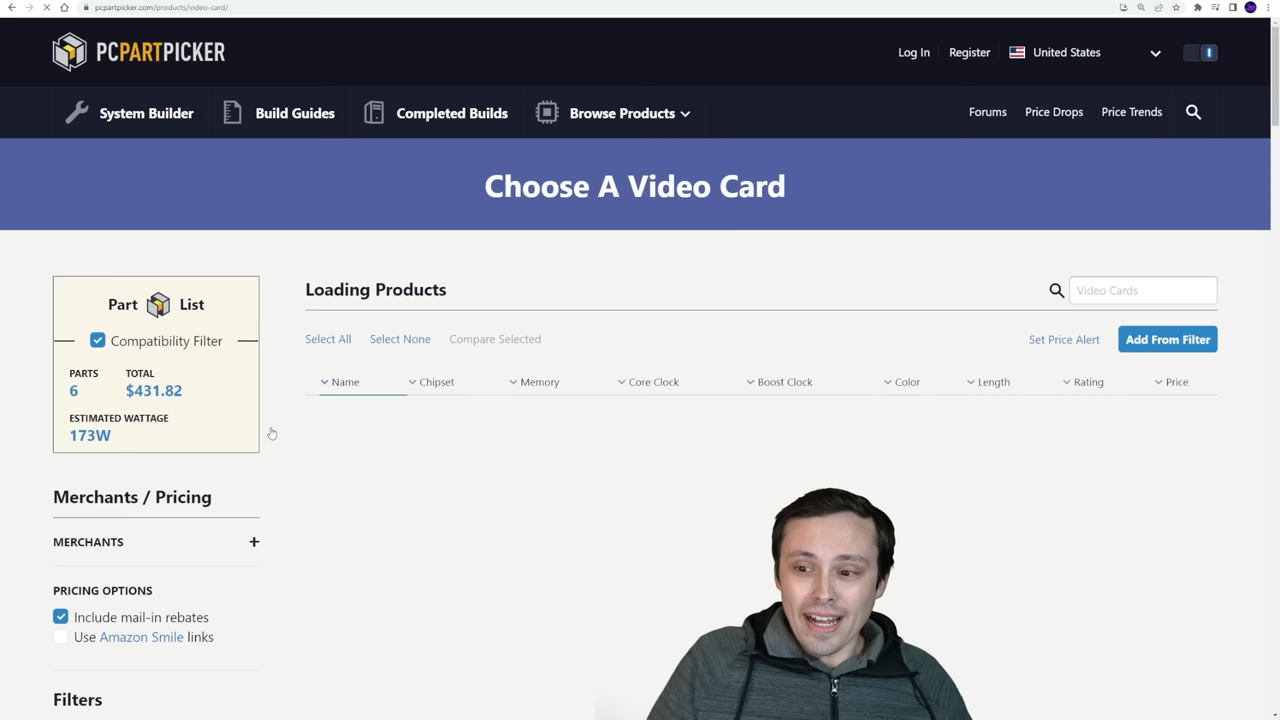 pcpartpicker.com/products/video-card/
PCPARTPICKER
Log In Register United States
System Builder Build Guides Completed Builds Browse Products Forums Price Drops Price Trends
Choose A Video Card
Part List
Compatibility Filter
PARTS TOTAL
6 $431.82
ESTIMATED WATTAGE
173W
Merchants / Pricing
MERCHANTS +
PRICING OPTIONS
Include mail-in rebates
Use Amazon Smile links
Filters
Loading Products Video Cards
Select All Select None Compare Selected Set Price Alert Add From Filter
Name Chipset Memory Core Clock Boost Clock Color Length Rating Price